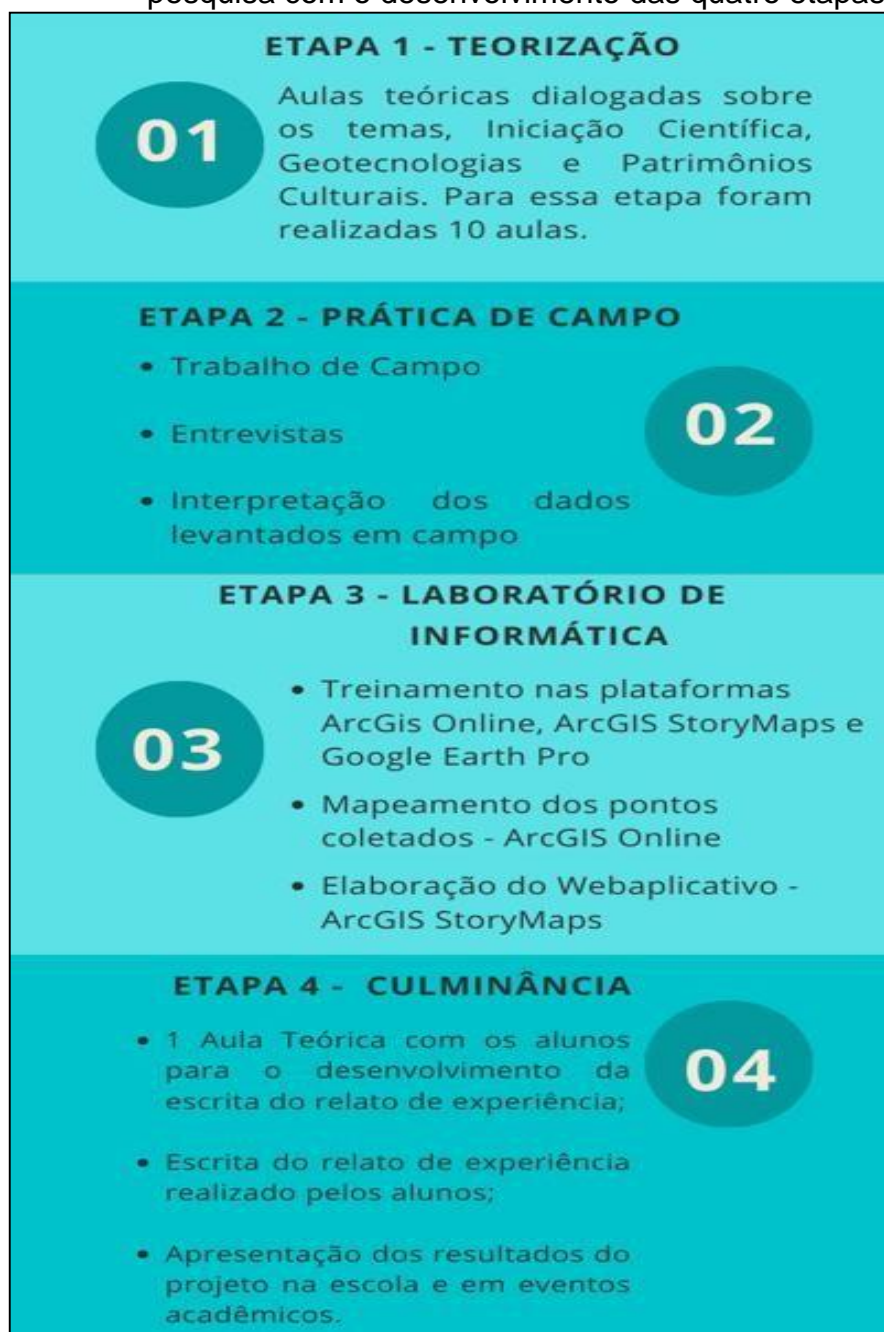 pesquisa com o desenvolvimento das quatro etapas
ETAPA 1 - TEORIZAÇÃO
01
Aulas teóricas dialogadas sobre
os temas, Iniciação Científica,
Geotecnologias e Patrimônios
Culturais. Para essa etapa foram
realizadas 10 aulas.
ETAPA 2 - PRÁTICA DE CAMPO
• Trabalho de Campo
• Entrevistas
• Interpretação dos dados
levantados em campo
02
ETAPA 3 - LABORATÓRIO DE
INFORMÁTICA
03
• Treinamento nas plataformas
ArcGis Online, ArcGIS StoryMaps e
Google Earth Pro
• Mapeamento dos pontos
coletados - ArcGIS Online
• Elaboração do Webaplicativo -
ArcGIS StoryMaps
ETAPA 4 - CULMINÂNCIA
• 1 Aula Teórica com os alunos
para o desenvolvimento da
escrita do relato de experiência;
• Escrita do relato de experiência
realizado pelos alunos;
• Apresentação dos resultados do
projeto na escola e em eventos
acadêmicos.
04